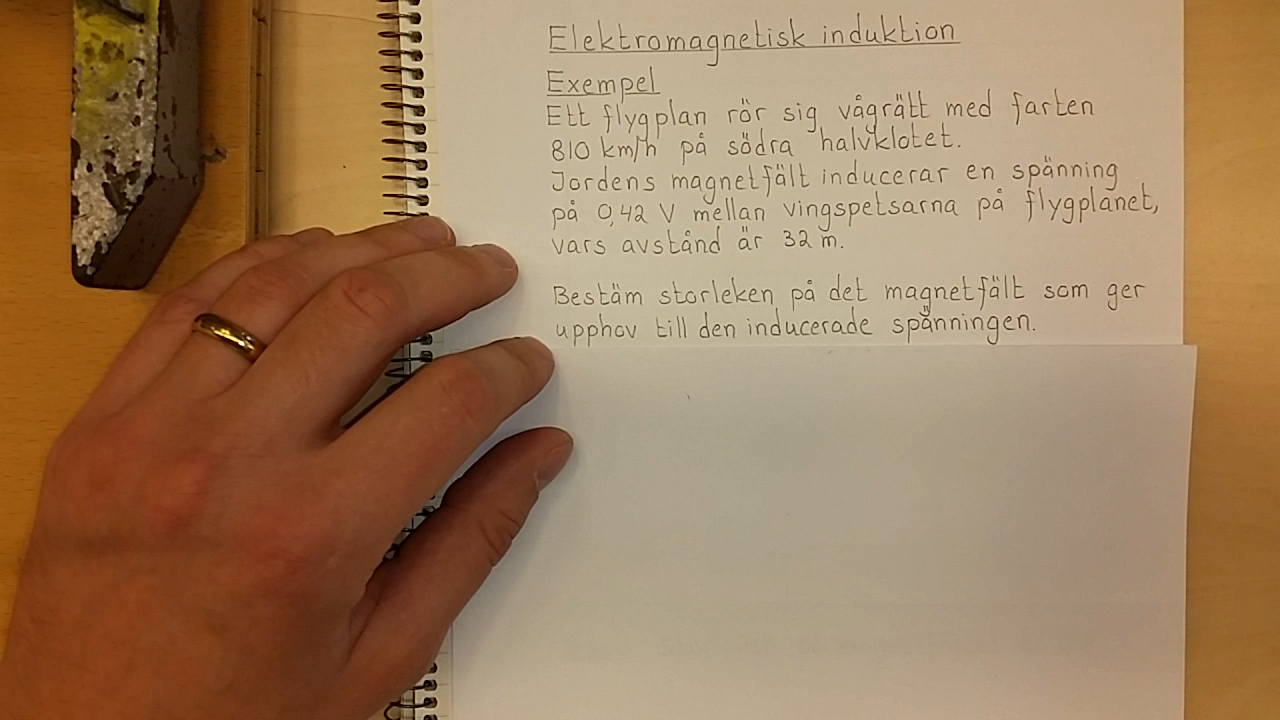 Elektromagnetisk induktion
Exempel
Ett flygplan rör sig vågrätt med farten
810 km/h på södra halvklotet.
Jordens magnetfält inducerar en spänning
på 0,42 V mellan vingspetsarna på flygplanet,
vars avstånd är 32 m.
Bestäm storleken på det magnetfält som ger
upphov till den inducerade spänningen.